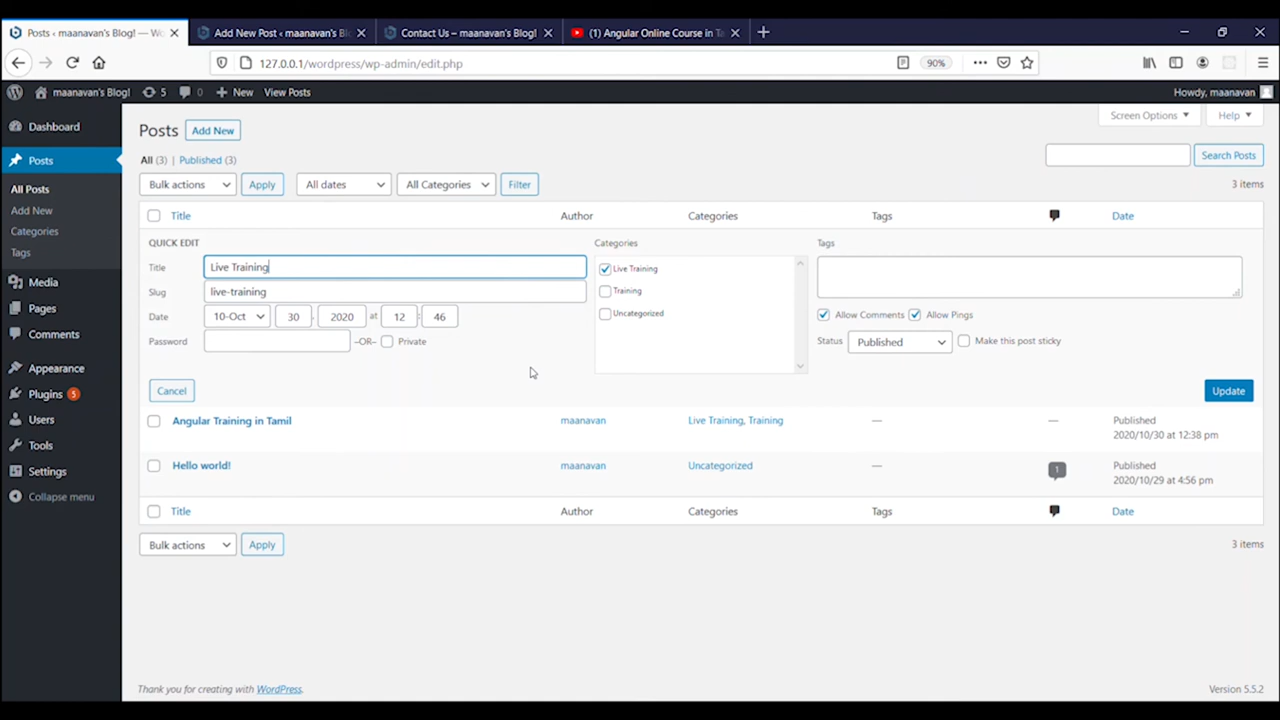 Posts ‹ maanavan's Blog! — Wo
Add New Post ‹ maanavan's Bl
Contact Us – maanavan's Blog!
(1) Angular Online Course in Ta
127.0.0.1/wordpress/wp-admin/edit.php
90%
maanavan's Blog!
5
0
New
View Posts
Howdy, maanavan
Dashboard
Posts
All Posts
Add New
Categories
Tags
Media
Pages
Comments
Appearance
Plugins 5
Users
Tools
Settings
Collapse menu
Screen Options
Help
Posts
Add New
All (3) | Published (3)
Search Posts
Bulk actions
Apply
All dates
All Categories
Filter
3 items
Title
Author
Categories
Tags
Date
QUICK EDIT
Title
Live Training
Slug
live-training
Date
10-Oct
30
2020
at
12
46
Password
–OR–
Private
Categories
Live Training
Training
Uncategorized
Tags
Allow Comments
Allow Pings
Status
Published
Make this post sticky
Cancel
Update
Angular Training in Tamil
maanavan
Live Training, Training
—
—
Published
2020/10/30 at 12:38 pm
Hello world!
maanavan
Uncategorized
—
1
Published
2020/10/29 at 4:56 pm
Title
Author
Categories
Tags
Date
Bulk actions
Apply
3 items
Thank you for creating with WordPress.
Version 5.5.2